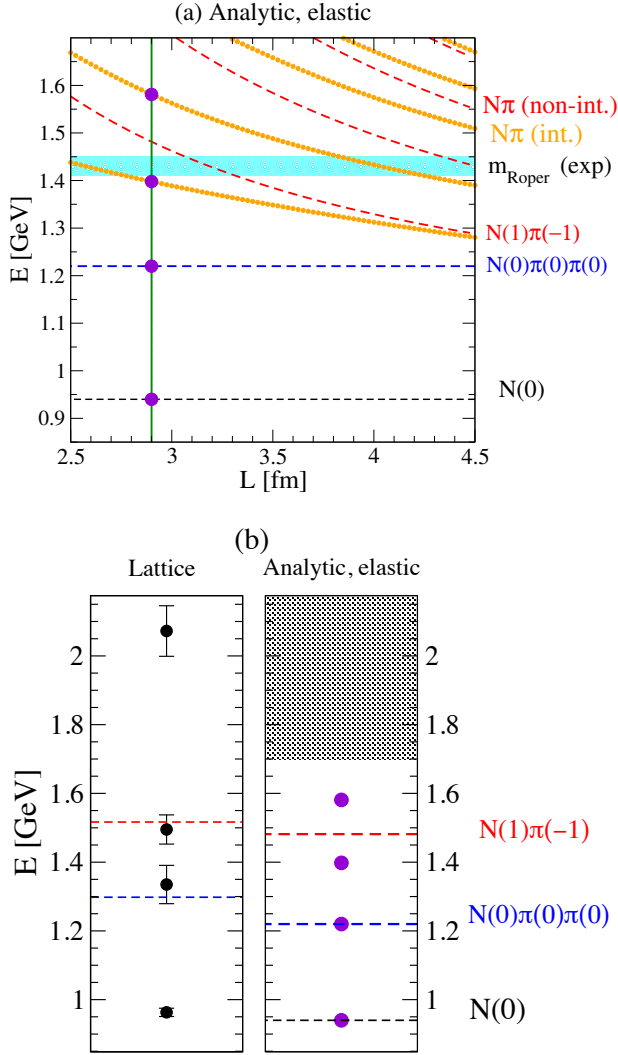 (a) Analytic, elastic
1.6
1.5
1.4
1.3
1.2
1.1
1
0.9
E [GeV]
2.5
3
3.5
4
4.5
L [fm]
Nπ (non-int.)
Nπ (int.)
m_Roper (exp)
N(1)π(−1)
N(0)π(0)π(0)
N(0)
(b)
Lattice
Analytic, elastic
2
1.8
1.6
1.4
1.2
1
E [GeV]
2
1.8
1.6
1.4
1.2
1
N(1)π(−1)
N(0)π(0)π(0)
N(0)